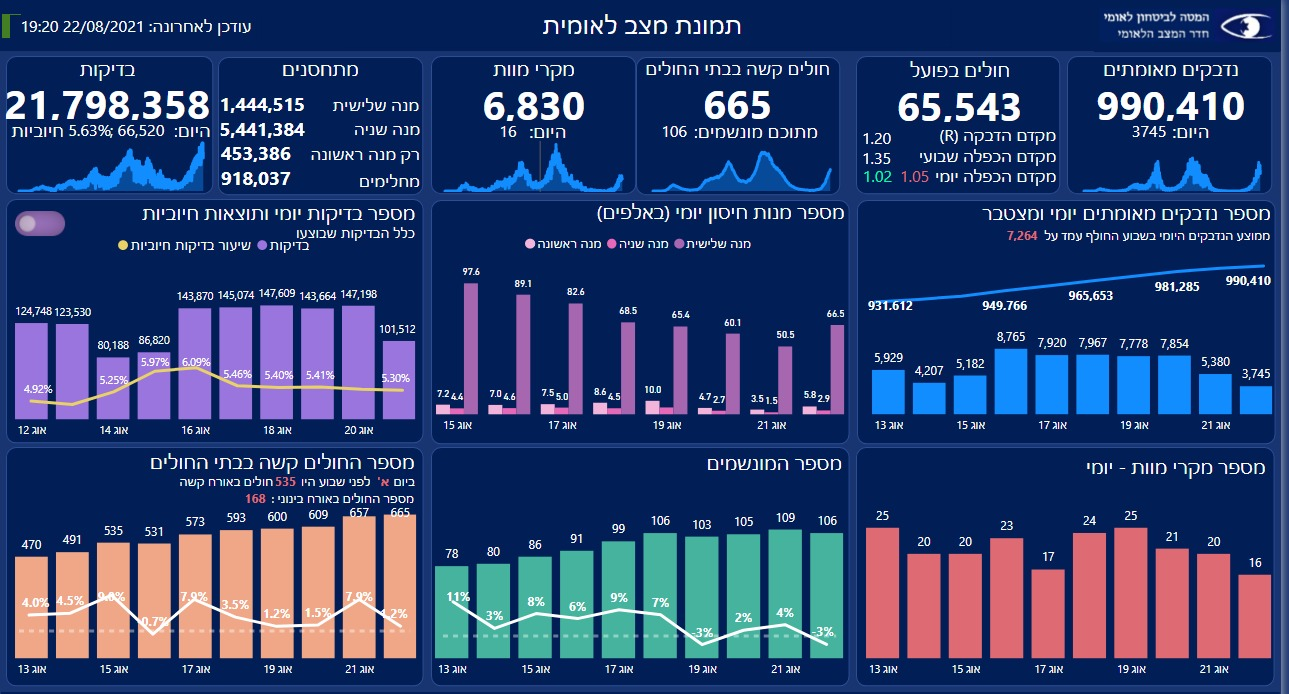 המטה לביטחון לאומי
חדר המצב הלאומי
תמונת מצב לאומית
עודכן לאחרונה: 22/08/2021 19:20
נדבקים מאומתים
990,410
היום: 3745
חולים בפועל
65,543
מקדם הדבקה (R) 1.20
מקדם הכפלה שבועי 1.35
מקדם הכפלה יומי 1.05 1.02
חולים קשה בבתי החולים
665
מתוכם מונשמים: 106
מקרי מוות
6,830
היום: 16
מתחסנים
מנה שלישית 1,444,515
מנה שניה 5,441,384
רק מנה ראשונה 453,386
מחלימים 918,037
בדיקות
21,798,358
היום: 66,520; 5.63% חיוביות
מספר נדבקים מאומתים יומי ומצטבר
ממוצע הנדבקים היומי בשבוע החולף עמד על 7,264
931,612 949,766 965,653 981,285 990,410
5,929 4,207 5,182 8,765 7,920 7,967 7,778 7,854 5,380 3,745
13 אוג 15 אוג 17 אוג 19 אוג 21 אוג
מספר מנות חיסון יומי (באלפים)
מנה שלישית מנה שניה מנה ראשונה
97.6 89.1 82.6 68.5 65.4 60.1 50.5 66.5
7.2 4.4 7.0 4.6 7.5 5.0 8.6 4.5 10.0 4.7 2.7 3.5 1.5 5.8 2.9
15 אוג 17 אוג 19 אוג 21 אוג
מספר בדיקות יומי ותוצאות חיוביות
כלל הבדיקות שבוצעו
בדיקות שיעור בדיקות חיוביות
124,748 123,530 80,188 86,820 143,870 145,074 147,609 143,664 147,198 101,512
4.92% 5.25% 5.97% 6.09% 5.46% 5.40% 5.41% 5.30%
12 אוג 14 אוג 16 אוג 18 אוג 20 אוג
מספר מקרי מוות - יומי
25 20 20 23 17 24 25 21 20 16
13 אוג 15 אוג 17 אוג 19 אוג 21 אוג
מספר המונשמים
78 80 86 91 99 106 103 105 109 106
11% 3% 8% 6% 9% 7% -3% 2% 4% -3%
13 אוג 15 אוג 17 אוג 19 אוג 21 אוג
מספר החולים קשה בבתי החולים
ביום א' לפני שבוע היו 535 חולים באורח קשה
מספר החולים באורח בינוני: 168
470 491 535 531 573 593 600 609 657 665
4.0% 4.5% 9.0% -0.7% 7.9% 3.5% 1.2% 1.5% 7.9% 1.2%
13 אוג 15 אוג 17 אוג 19 אוג 21 אוג